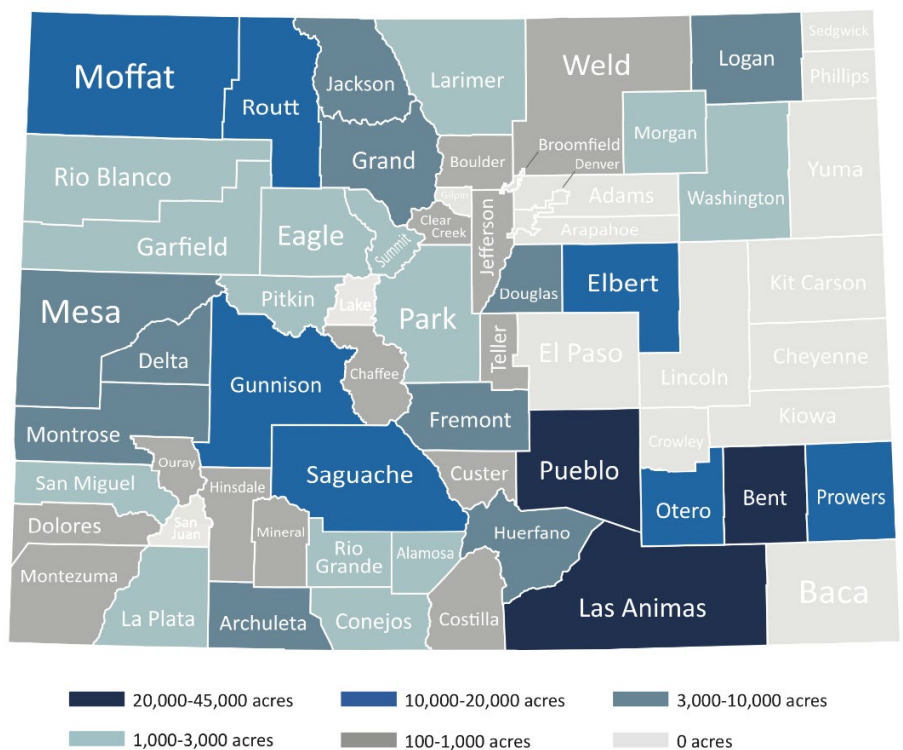 Sedgwick
Moffat
Jackson
Larimer
Weld
Logan
Phillips
Routt
Morgan
Grand
Boulder
Broomfield
Denver
Yuma
Rio Blanco
Gilpin
Adams
Washington
Clear
Creek
Jefferson
Arapahoe
Garfield
Eagle
Summit
Elbert
Kit Carson
Douglas
Pitkin
Lake
Mesa
Park
Teller
El Paso
Delta
Cheyenne
Gunnison
Chaffee
Lincoln
Montrose
Fremont
Kiowa
Crowley
Ouray
Saguache
Custer
Pueblo
San Miguel
Hinsdale
Otero
Bent
Prowers
Dolores
San
Juan
Mineral
Huerfano
Rio
Grande
Alamosa
Montezuma
Baca
La Plata
Archuleta
Conejos
Costilla
Las Animas
20,000-45,000 acres
10,000-20,000 acres
3,000-10,000 acres
1,000-3,000 acres
100-1,000 acres
0 acres